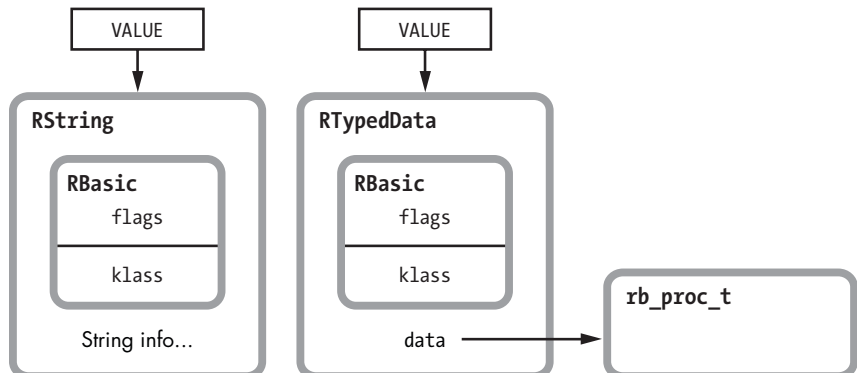 VALUE
VALUE
RString
RTypedData
RBasic
RBasic
flags
flags
klass
klass
rb_proc_t
String info...
data